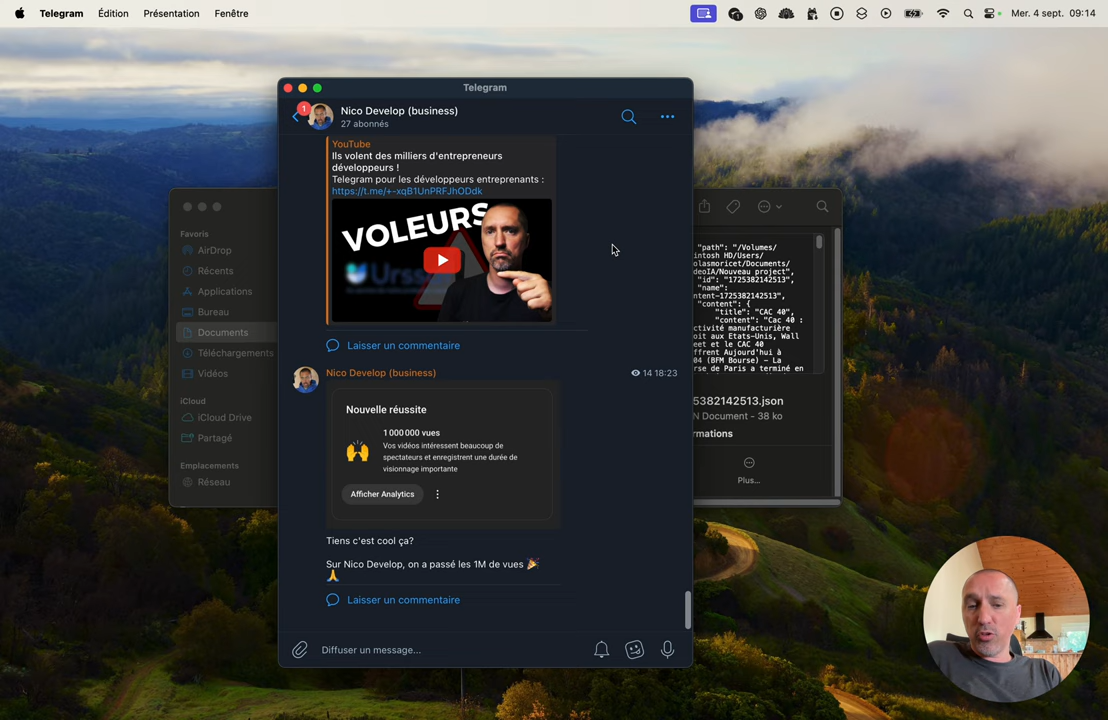 Telegram Édition Présentation Fenêtre
Mer. 4 sept. 09:14
Telegram
1
Nico Develop (business)
27 abonnés
YouTube
Ils volent des milliers d'entrepreneurs
développeurs !
Telegram pour les développeurs entreprenants :
https://t.me/+-xqB1UnPRFJhODdk
VOLEURS
Urss
Laisser un commentaire
Nico Develop (business)
14 18:23
Nouvelle réussite
1 000 000 vues
Vos vidéos intéressent beaucoup de
spectateurs et enregistrent une durée de
visionnage importante
Afficher Analytics
Tiens c'est cool ça?
Sur Nico Develop, on a passé les 1M de vues 🎉
🙏
Laisser un commentaire
Diffuser un message...
Favoris
AirDrop
Récents
Applications
Bureau
Documents
Téléchargements
Vidéos
iCloud
iCloud Drive
Partagé
Emplacements
Réseau
"path": "/Volumes/
intosh HD/Users/
olasmoricet/Documents/
deoIA/Nouveau project",
"id": "1725382142513",
"name":
ntent-1725382142513",
"content": {
"title": "CAC 40",
"content": "Cac 40 :
ctivité manufacturière
oit aux Etats-Unis, Wall
eet et le CAC 40
ffrent Aujourd'hui à
04 (BFM Bourse) – La
rse de Paris a terminé en
5382142513.json
N Document - 38 ko
rmations
Plus...